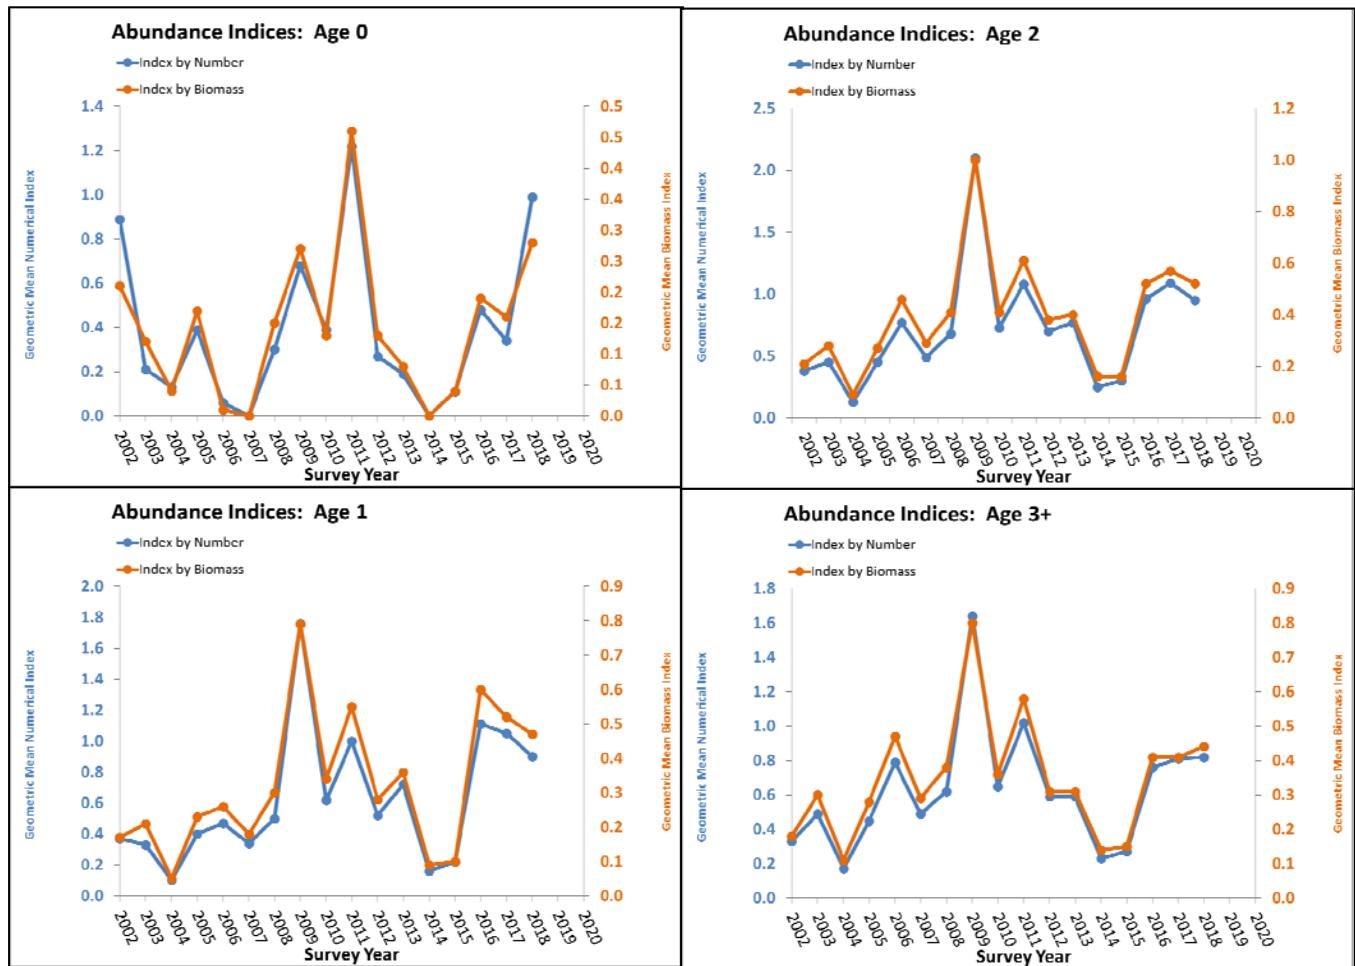 Abundance Indices: Age 0
Index by Number
Index by Biomass
Geometric Mean Numerical Index
1.4
1.2
1.0
0.8
0.6
0.4
0.2
0.0
0.5
0.5
0.4
0.4
0.3
0.3
0.2
0.2
0.1
0.1
0.0
Geometric Mean Biomass Index
2002 2003 2004 2005 2006 2007 2008 2009 2010 2011 2012 2013 2014 2015 2016 2017 2018 2019 2020
Survey Year
Abundance Indices: Age 2
Index by Number
Index by Biomass
Geometric Mean Numerical Index
2.5
2.0
1.5
1.0
0.5
0.0
1.2
1.0
0.8
0.6
0.4
0.2
0.0
Geometric Mean Biomass Index
2002 2003 2004 2005 2006 2007 2008 2009 2010 2011 2012 2013 2014 2015 2016 2017 2018 2019 2020
Survey Year
Abundance Indices: Age 1
Index by Number
Index by Biomass
Geometric Mean Numerical Index
2.0
1.8
1.6
1.4
1.2
1.0
0.8
0.6
0.4
0.2
0.0
0.9
0.8
0.7
0.6
0.5
0.4
0.3
0.2
0.1
0.0
Geometric Mean Biomass Index
2002 2003 2004 2005 2006 2007 2008 2009 2010 2011 2012 2013 2014 2015 2016 2017 2018 2019 2020
Survey Year
Abundance Indices: Age 3+
Index by Number
Index by Biomass
Geometric Mean Numerical Index
1.8
1.6
1.4
1.2
1.0
0.8
0.6
0.4
0.2
0.0
0.9
0.8
0.7
0.6
0.5
0.4
0.3
0.2
0.1
0.0
Geometric Mean Biomass Index
2002 2003 2004 2005 2006 2007 2008 2009 2010 2011 2012 2013 2014 2015 2016 2017 2018 2019 2020
Survey Year